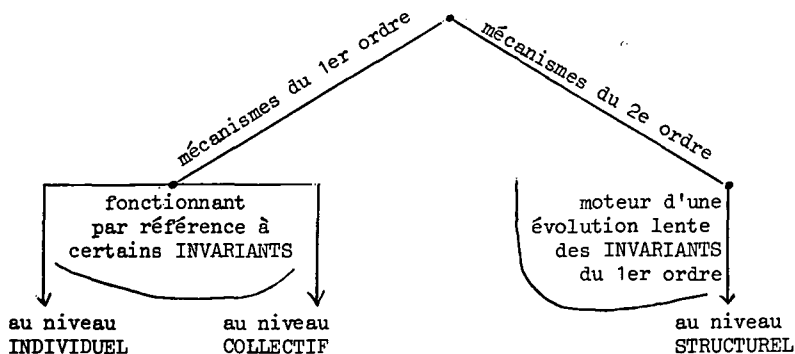 mécanismes du 1er ordre
mécanismes du 2e ordre
fonctionnant
par référence à
certains INVARIANTS
moteur d'une
évolution lente
des INVARIANTS
du 1er ordre
au niveau
INDIVIDUEL
au niveau
COLLECTIF
au niveau
STRUCTUREL